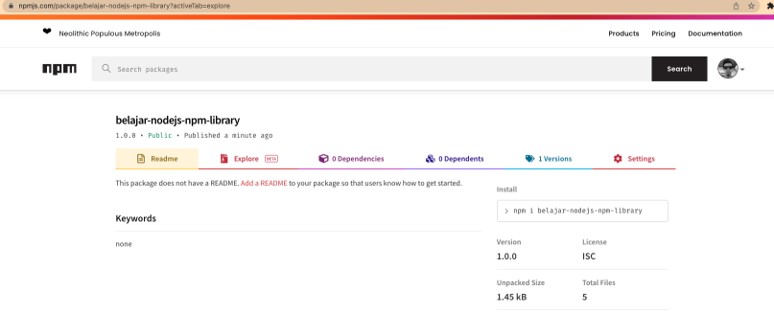 npmjs.com/package/belajar-nodejs-npm-library?activeTab=explore
❤ Neolithic Populous Metropolis
Products Pricing Documentation
npm Search packages Search
belajar-nodejs-npm-library
1.0.0 • Public • Published a minute ago
Readme Explore BETA 0 Dependencies 0 Dependents 1 Versions Settings
This package does not have a README. Add a README to your package so that users know how to get started.
Keywords
none
Install
> npm i belajar-nodejs-npm-library
Version License
1.0.0 ISC
Unpacked Size Total Files
1.45 kB 5